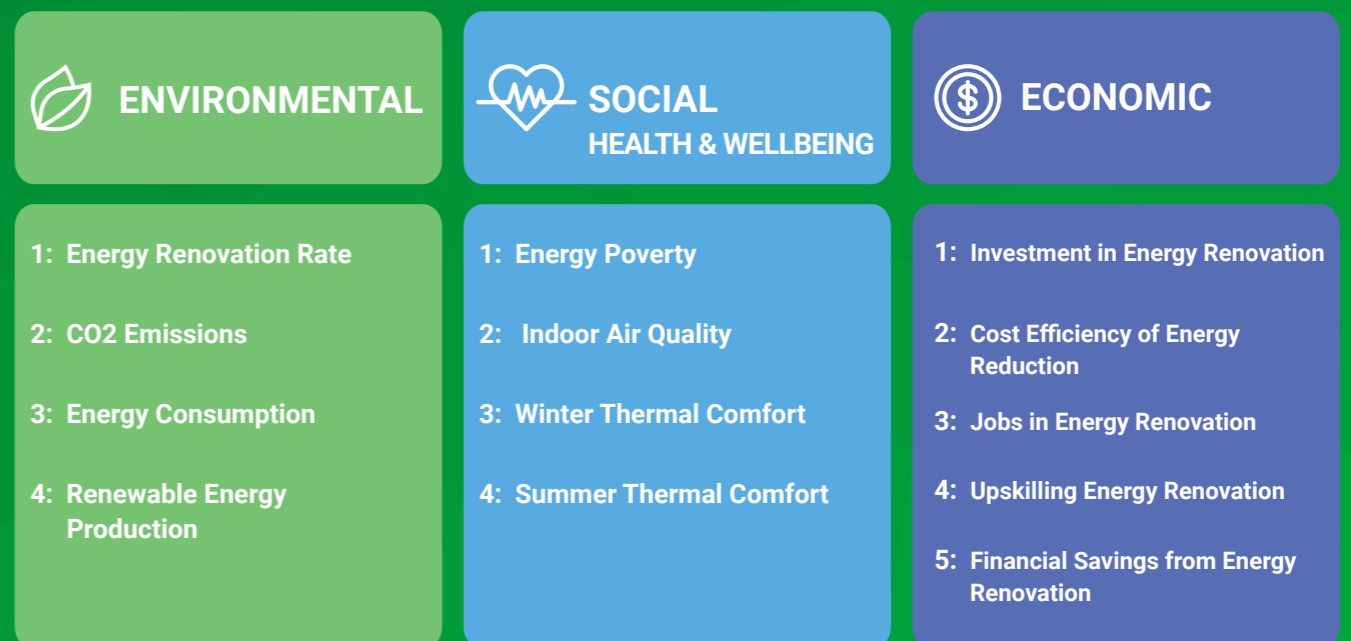 ENVIRONMENTAL
1: Energy Renovation Rate
2: CO2 Emissions
3: Energy Consumption
4: Renewable Energy
Production
SOCIAL
HEALTH & WELLBEING
1: Energy Poverty
2: Indoor Air Quality
3: Winter Thermal Comfort
4: Summer Thermal Comfort
$
ECONOMIC
1: Investment in Energy Renovation
2: Cost Efficiency of Energy
Reduction
3: Jobs in Energy Renovation
4: Upskilling Energy Renovation
5: Financial Savings from Energy
Renovation